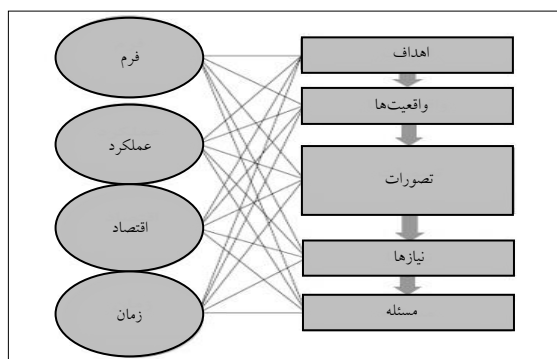 فرم
عملکرد
اقتصاد
زمان
اهداف
واقعیت‌ها
تصورات
نیازها
مسئله